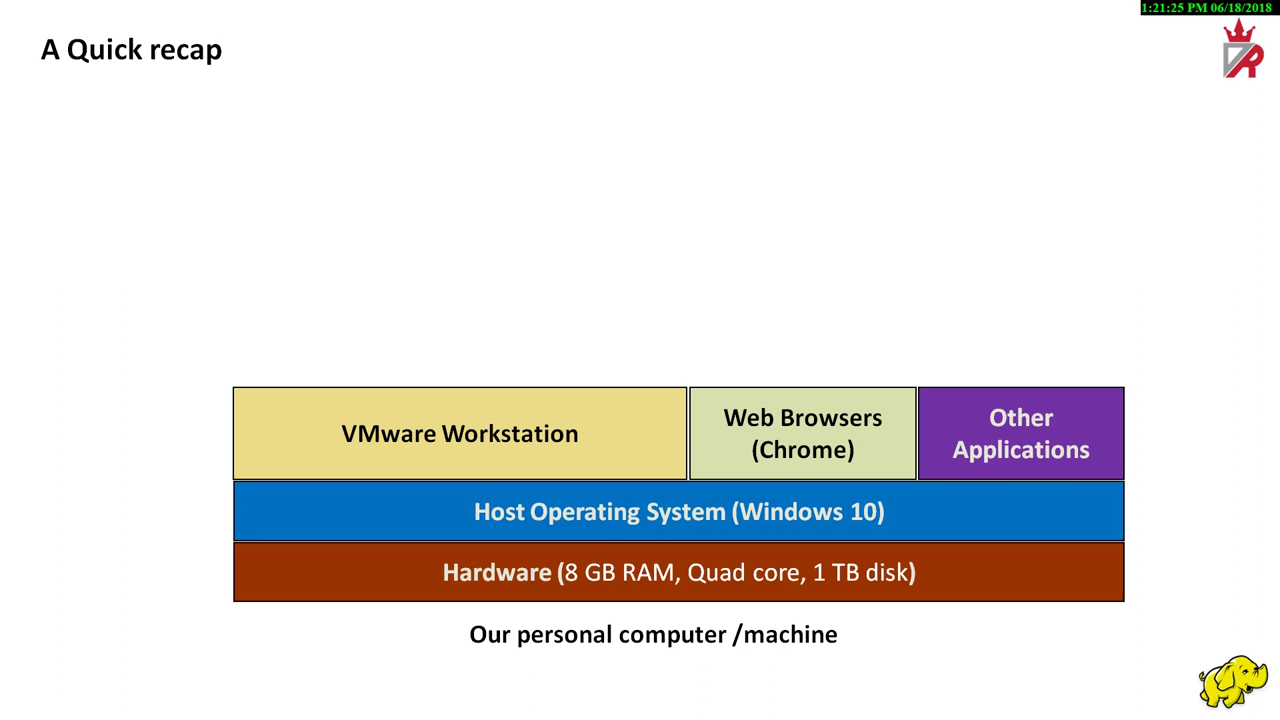 1:21:25 PM 06/18/2018
A Quick recap
VMware Workstation
Web Browsers
(Chrome)
Other
Applications
Host Operating System (Windows 10)
Hardware (8 GB RAM, Quad core, 1 TB disk)
Our personal computer /machine